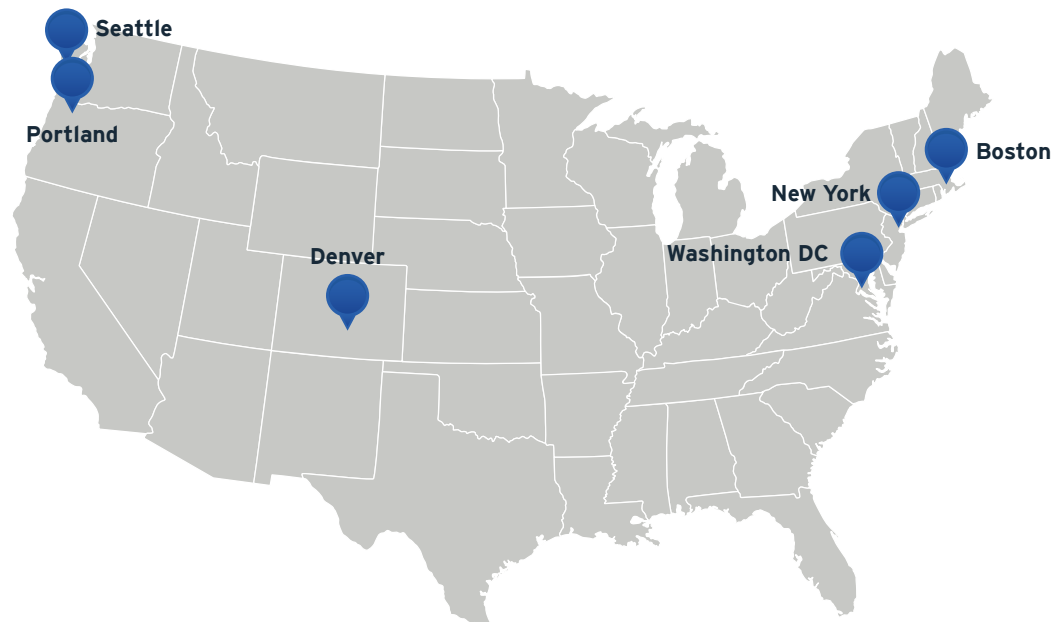 Seattle
Portland
Boston
New York
Washington DC
Denver